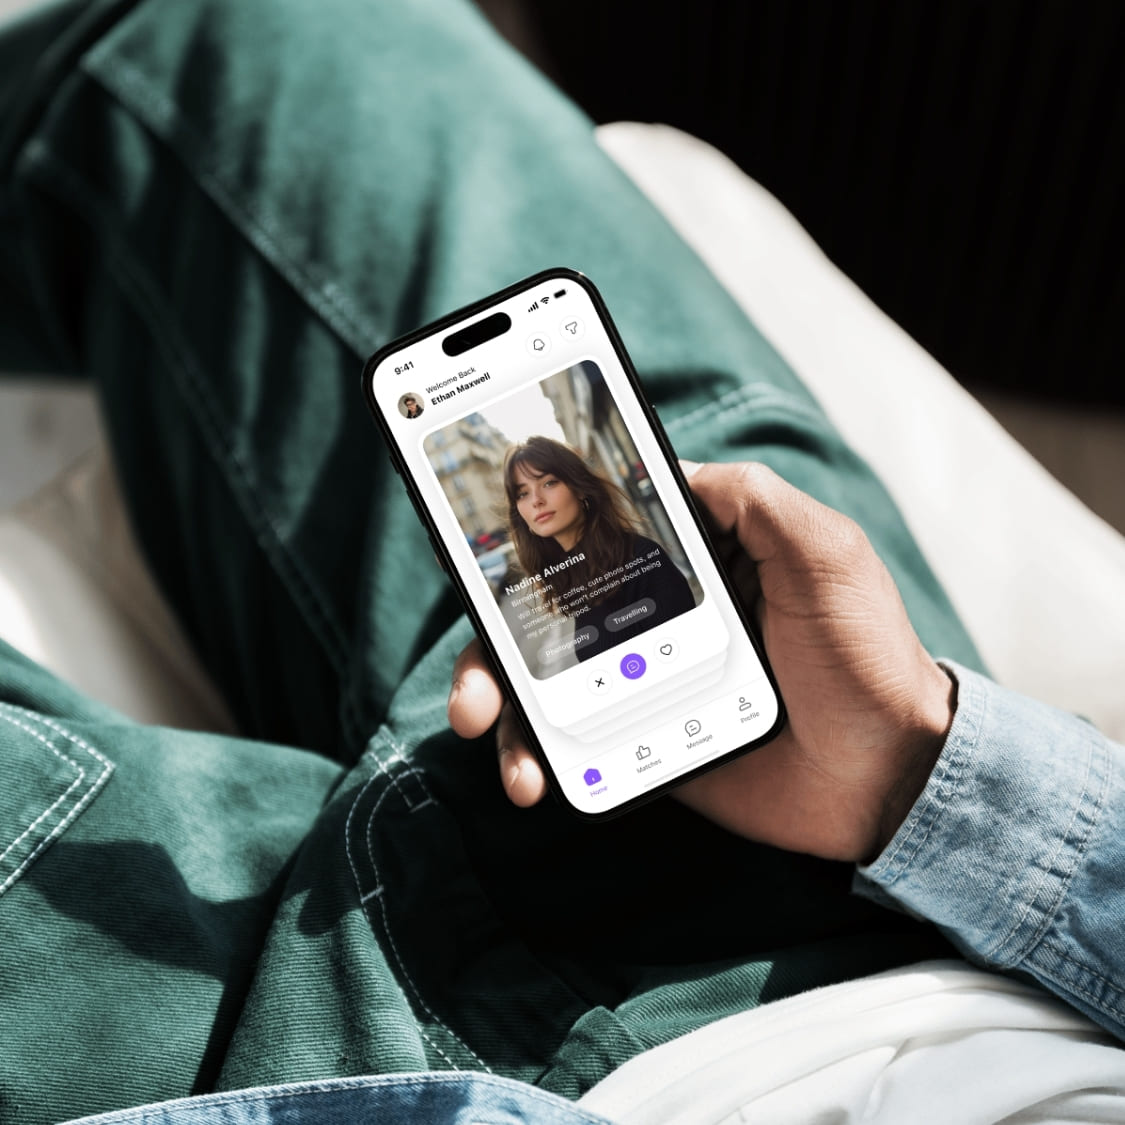 9:41
Welcome Back
Ethan Maxwell
Nadine Alverina
Birmingham
Will travel for coffee, cute photo spots, and
someone who won't complain about being
my personal tripod.
Photography
Travelling
Home
Matches
Message
Profile